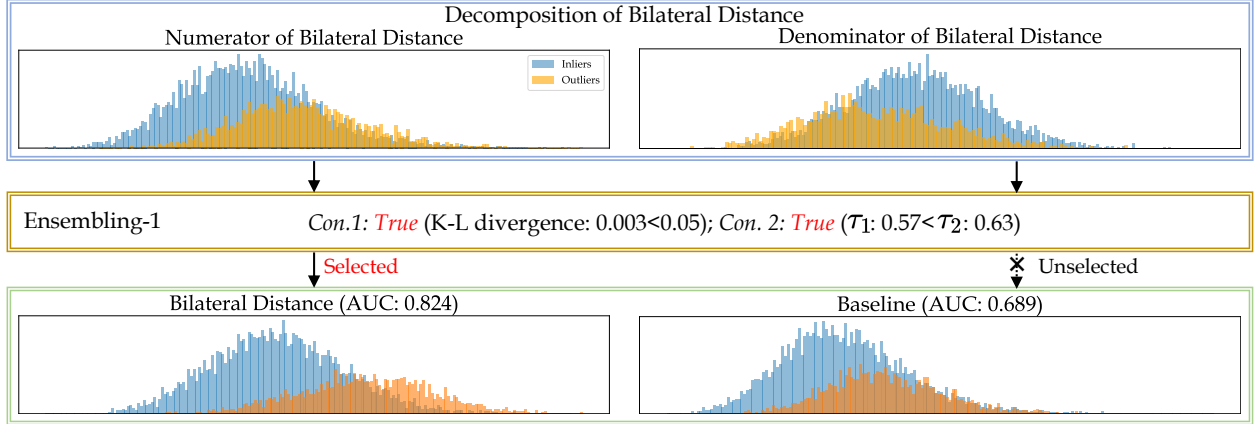 Decomposition of Bilateral Distance
Numerator of Bilateral Distance
Denominator of Bilateral Distance
Inliers
Outliers
Ensembling-1
Con.1: True (K-L divergence: 0.003<0.05); Con. 2: True (τ1: 0.57<τ2: 0.63)
Selected
Unselected
Bilateral Distance (AUC: 0.824)
Baseline (AUC: 0.689)